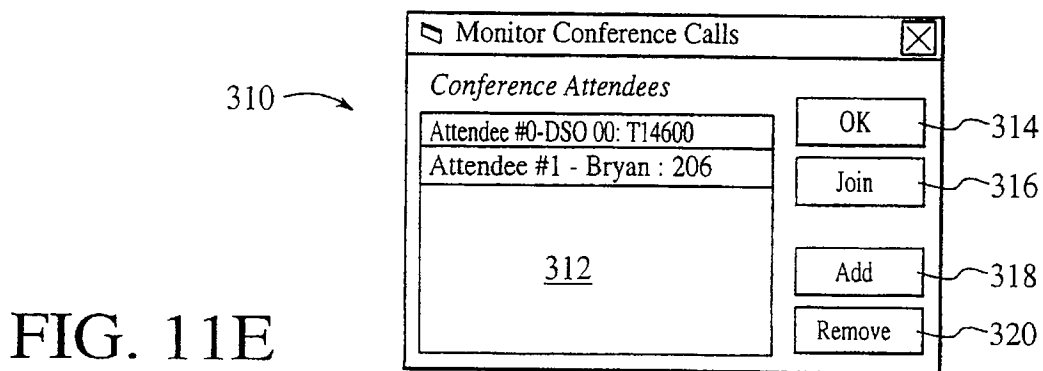 Monitor Conference Calls
310
Conference Attendees
Attendee #0-DSO 00: T14600
Attendee #1 - Bryan : 206
312
OK
314
Join
316
Add
318
Remove
320
FIG. 11E